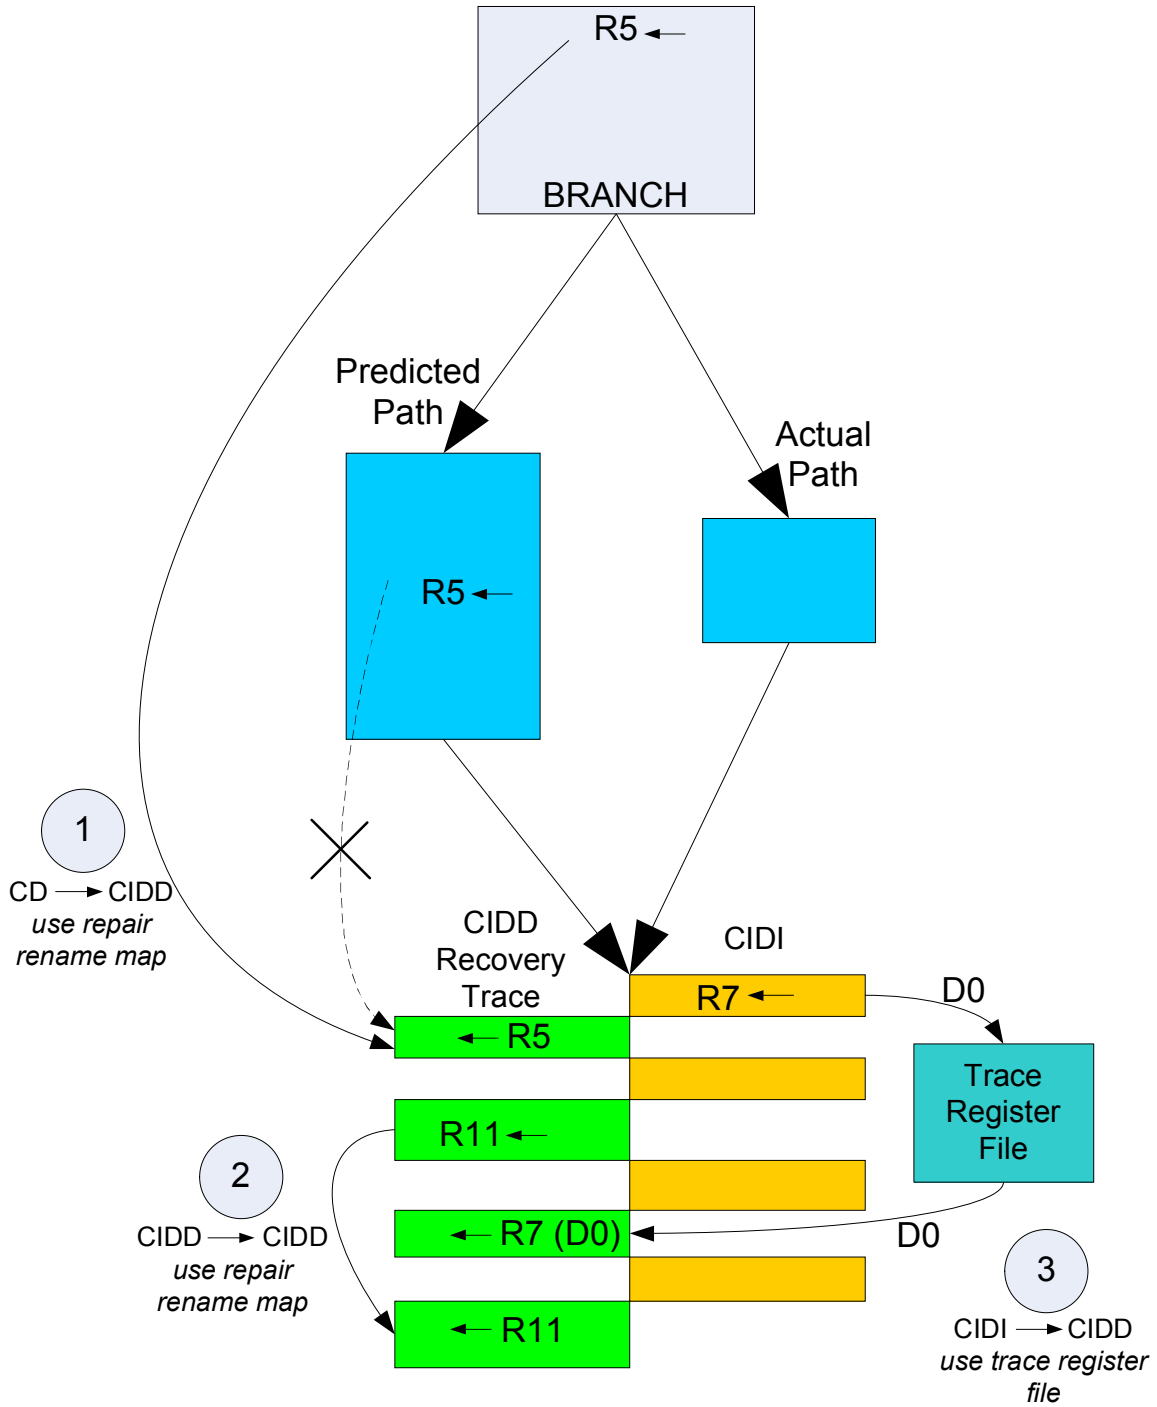 R5
BRANCH
Predicted
Path
Actual
Path
R5
1
CD CIDD
use repair
rename map
CIDD
Recovery
Trace
CIDI
R7
D0
R5
Trace
Register
File
R11
2
CIDD CIDD
use repair
rename map
R7 (D0)
D0
3
CIDI CIDD
use trace register
file
R11